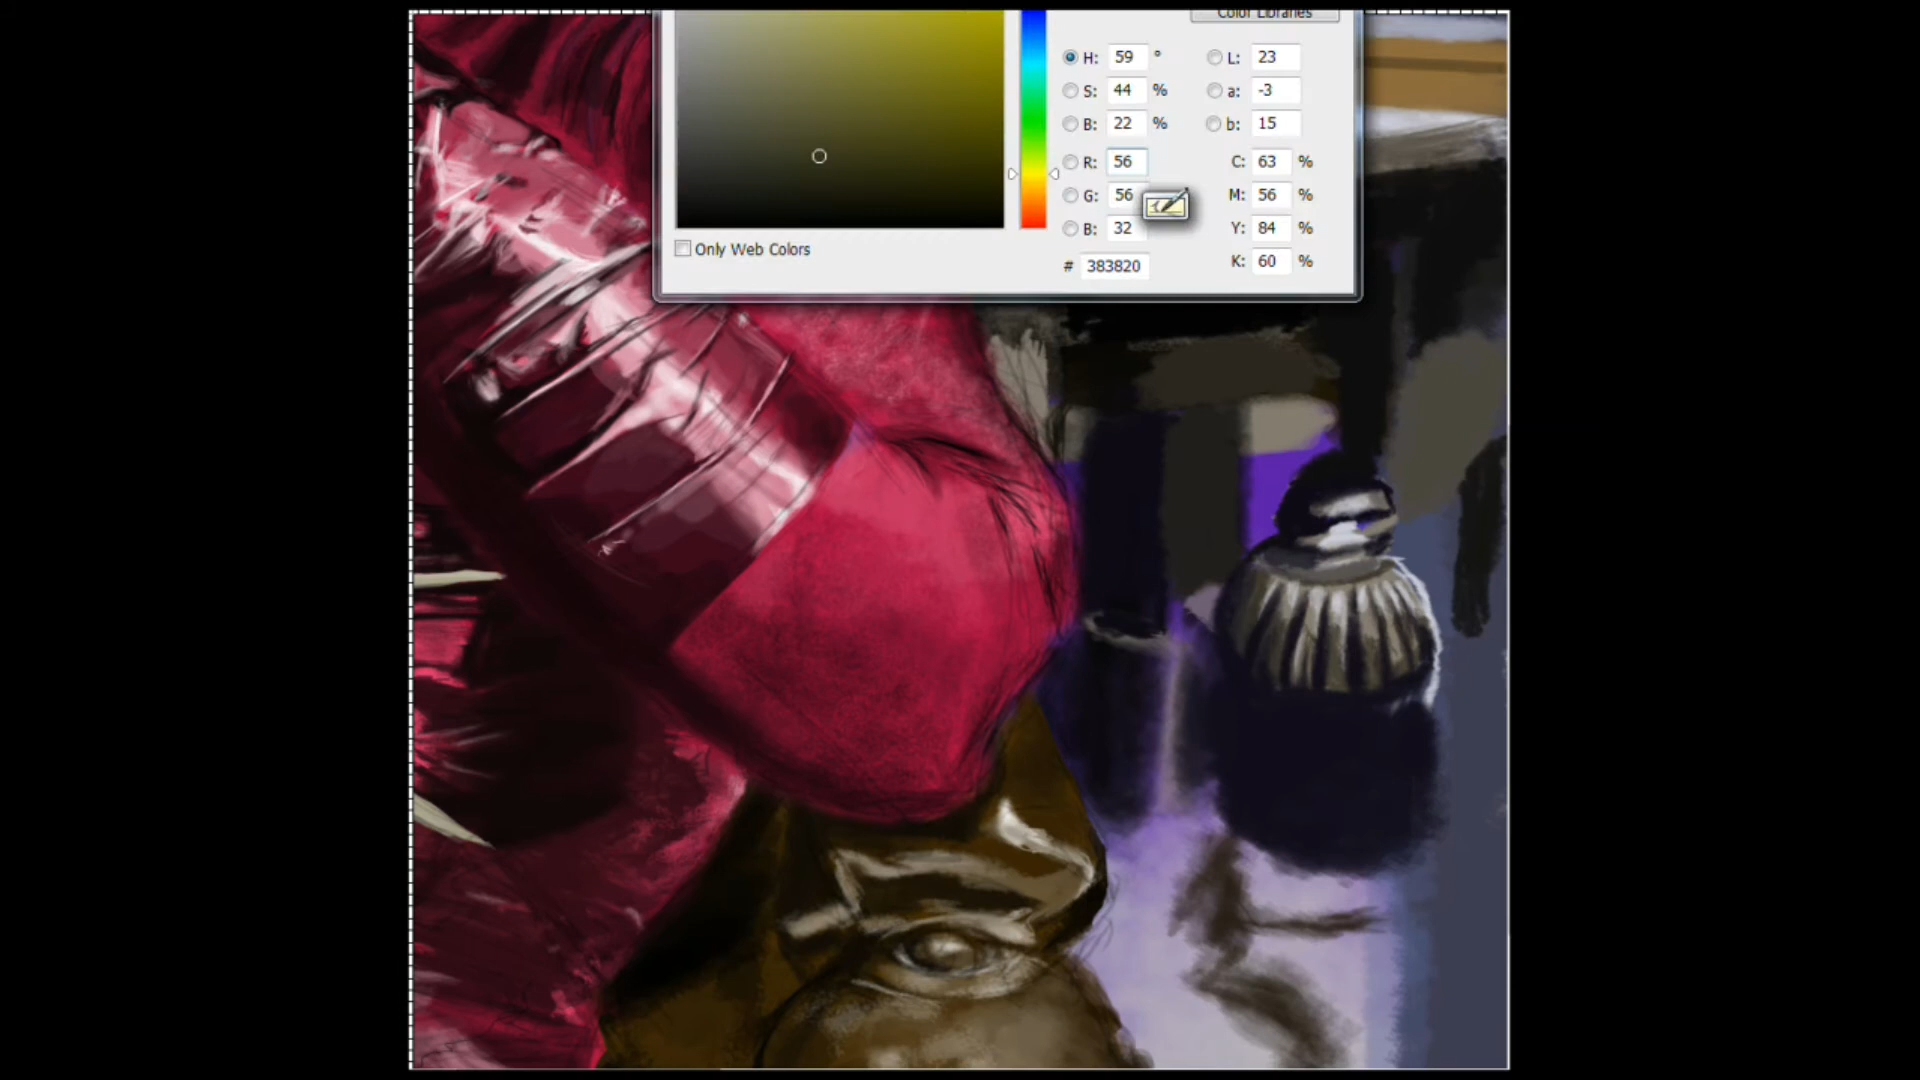 Color Libraries
H: 59 °
L: 23
S: 44 %
a: -3
B: 22 %
b: 15
R: 56
C: 63 %
G: 56
M: 56 %
B: 32
Y: 84 %
# 383820
K: 60 %
Only Web Colors